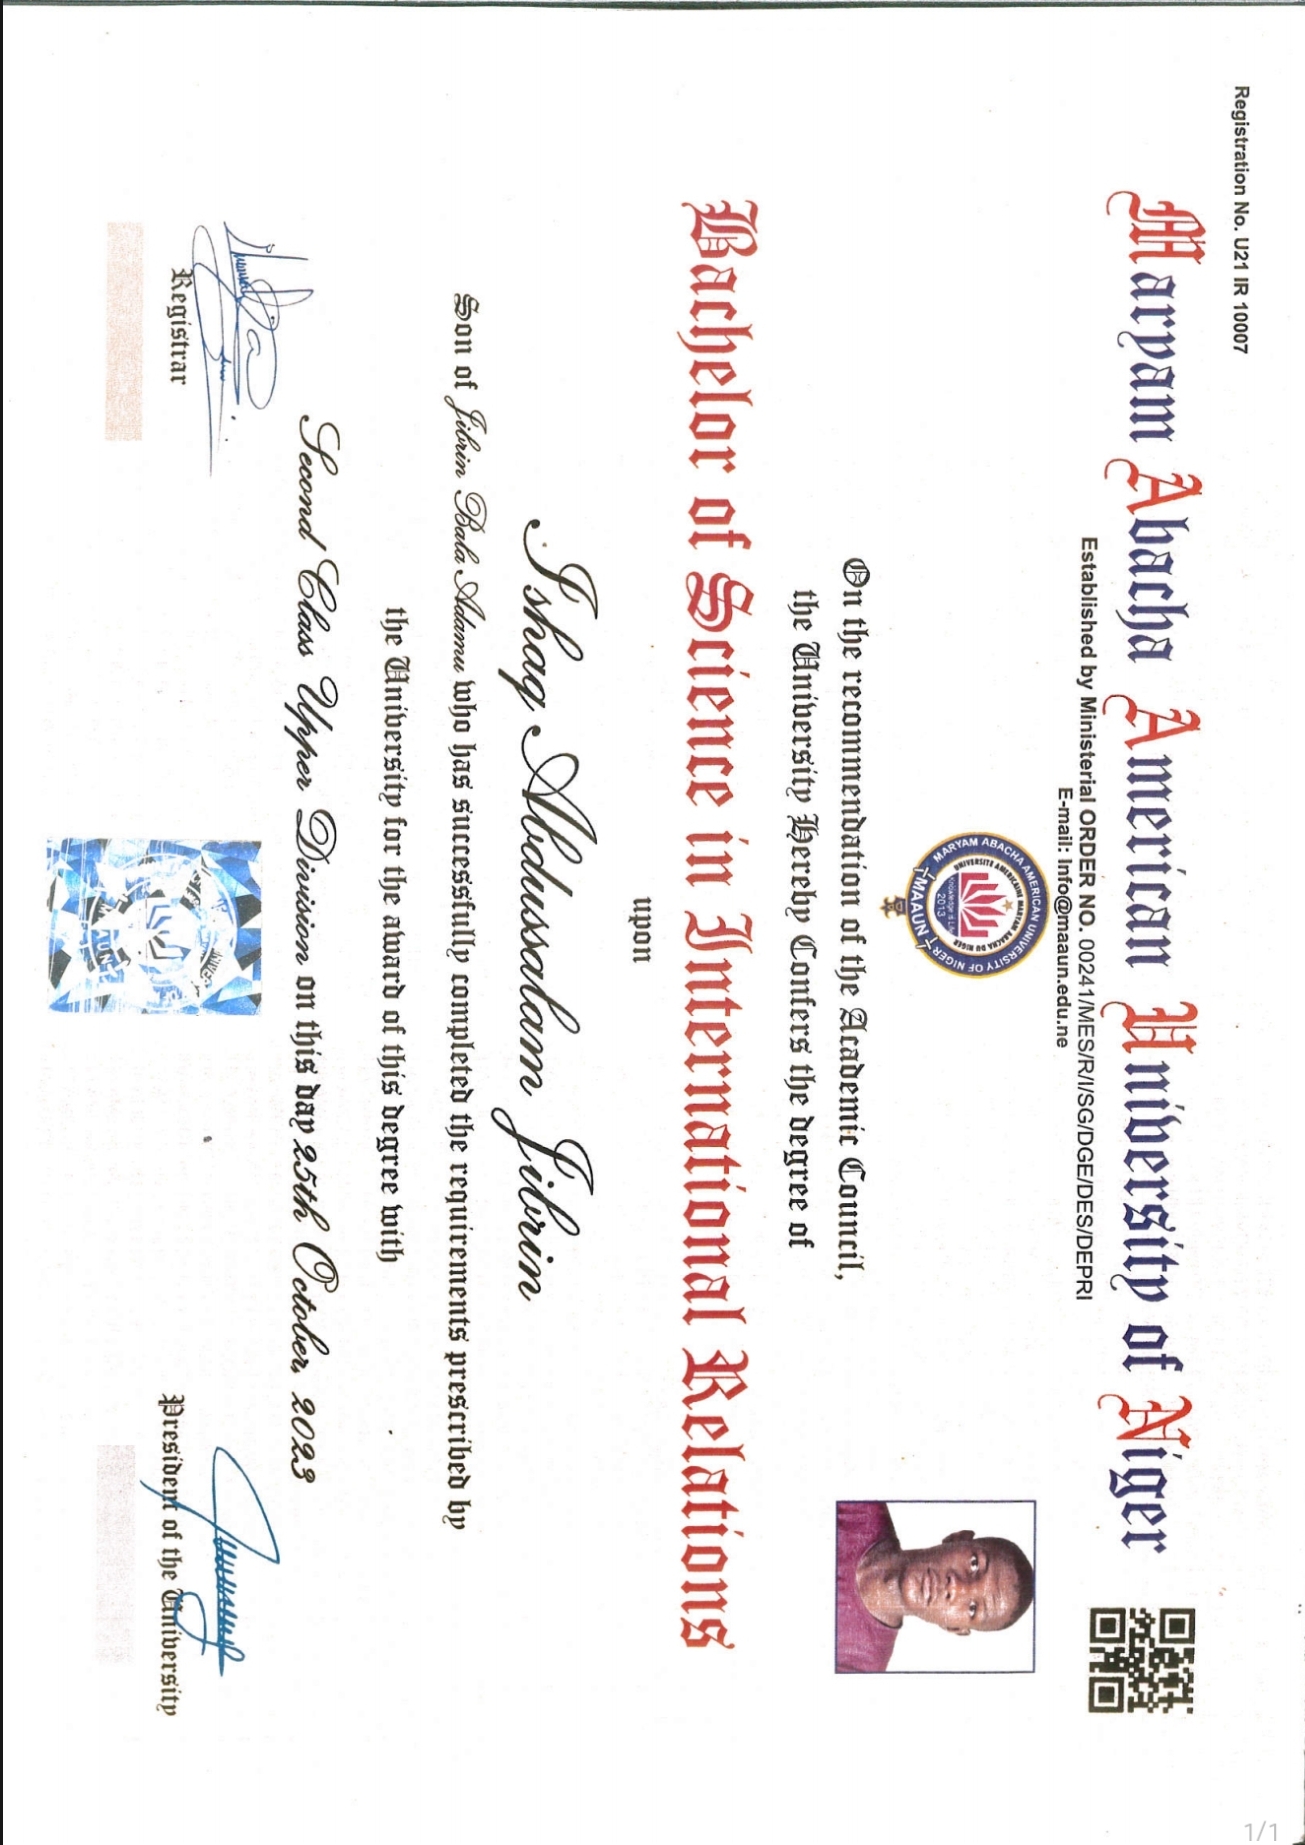 Registration No. U21 IR 10007
Maryam Abacha American University of Niger
Established by Ministerial ORDER NO. 00241/MES/R/I/SG/DGE/DES/DEPRI
E-mail: Info@maaun.edu.ne
MARYAM ABACHA AMERICAN UNIVERSITY OF NIGER
UNIVERSITE AMERICAINE MARYAM ABACHA DU NIGER
2013
MAAUN
On the recommendation of the Academic Council,
the University Hereby Confers the degree of
Bachelor of Science in International Relations
upon
Ishaq Abdussalam Jibrin
Son of Jibrin Bala Adamu who has successfully completed the requirements prescribed by
the University for the award of this degree with
Second Class Upper Division on this day 25th October, 2023
Registrar
MAAUN
President of the University
1/1